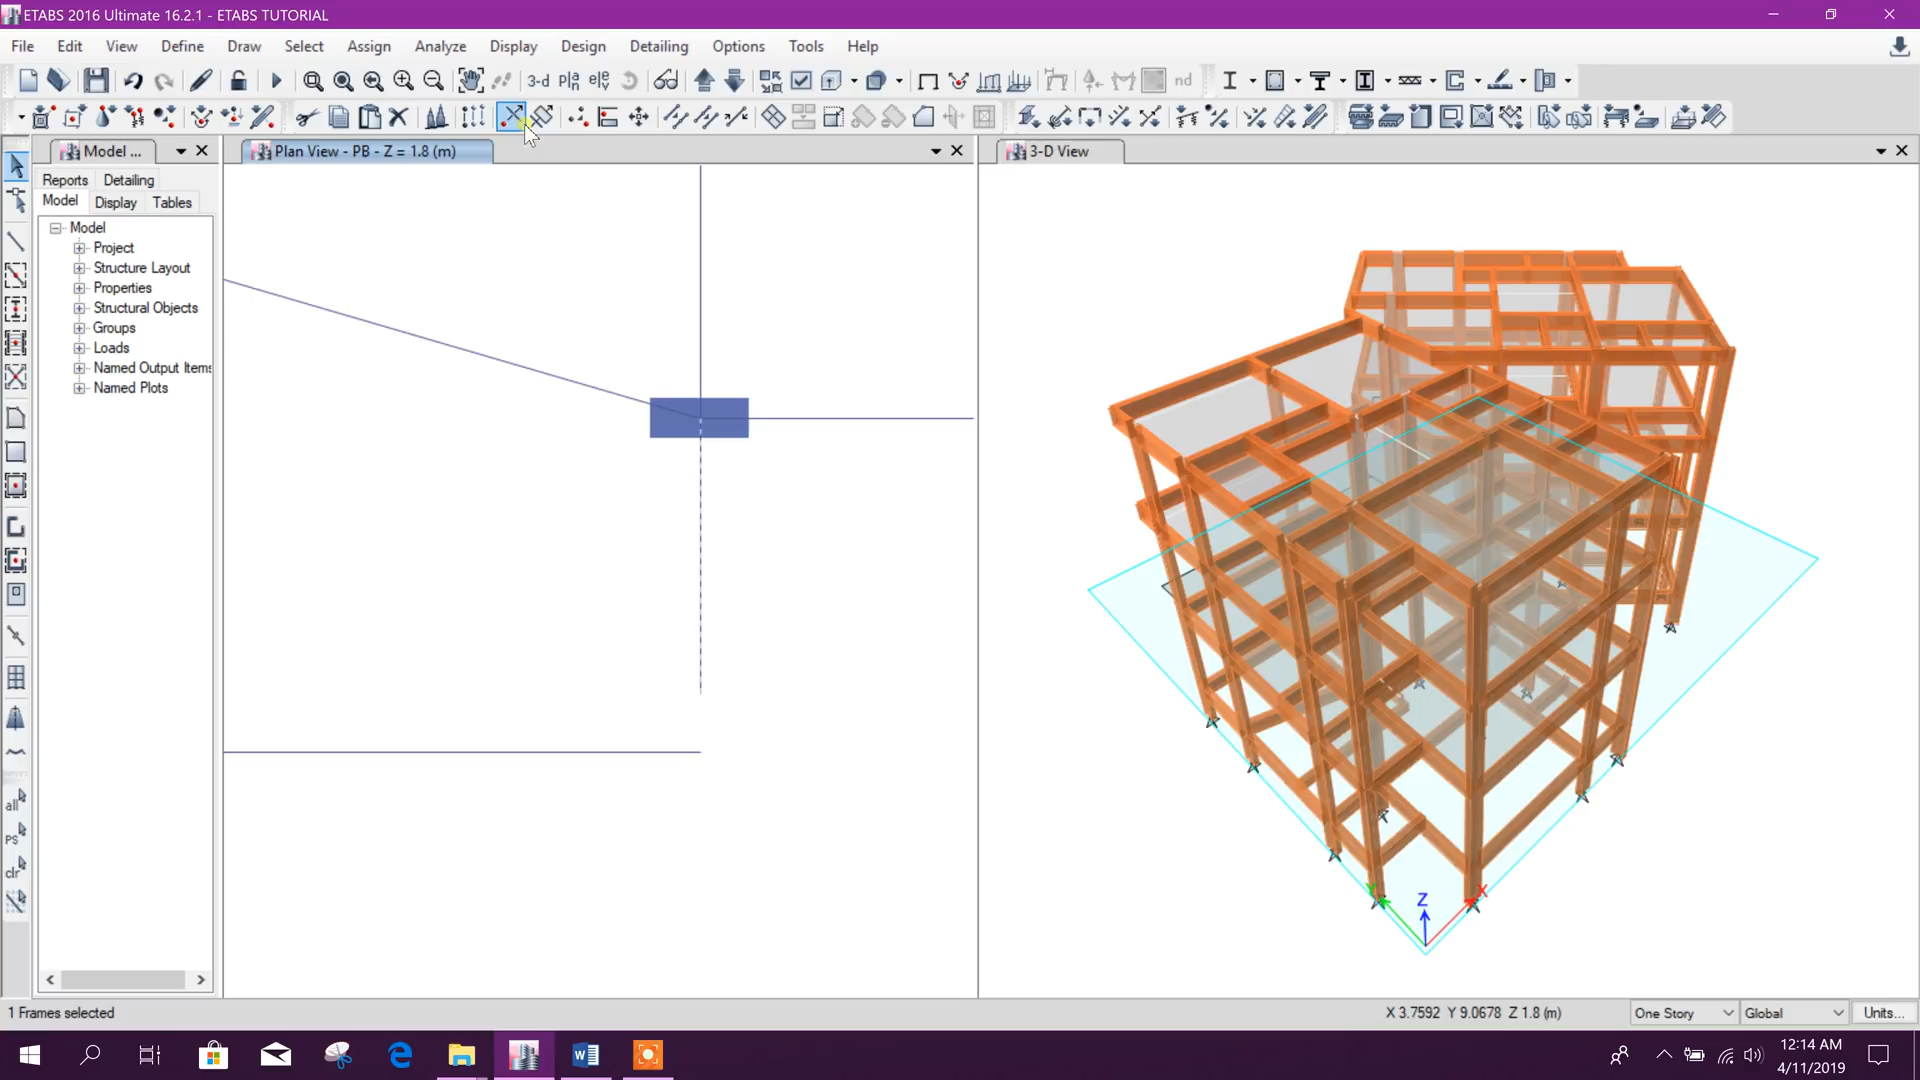 ETABS 2016 Ultimate 16.2.1 - ETABS TUTORIAL
File Edit View Define Draw Select Assign Analyze Display Design Detailing Options Tools Help
3-d nd
Model ...
Plan View - PB - Z = 1.8 (m)
3-D View
Reports Detailing
Model Display Tables
Model
Project
Structure Layout
Properties
Structural Objects
Groups
Loads
Named Output Items
Named Plots
all
PS
clr
Z
X
Y
1 Frames selected
X 3.7592 Y 9.0678 Z 1.8 (m)
One Story
Global
Units...
12:14 AM
4/11/2019